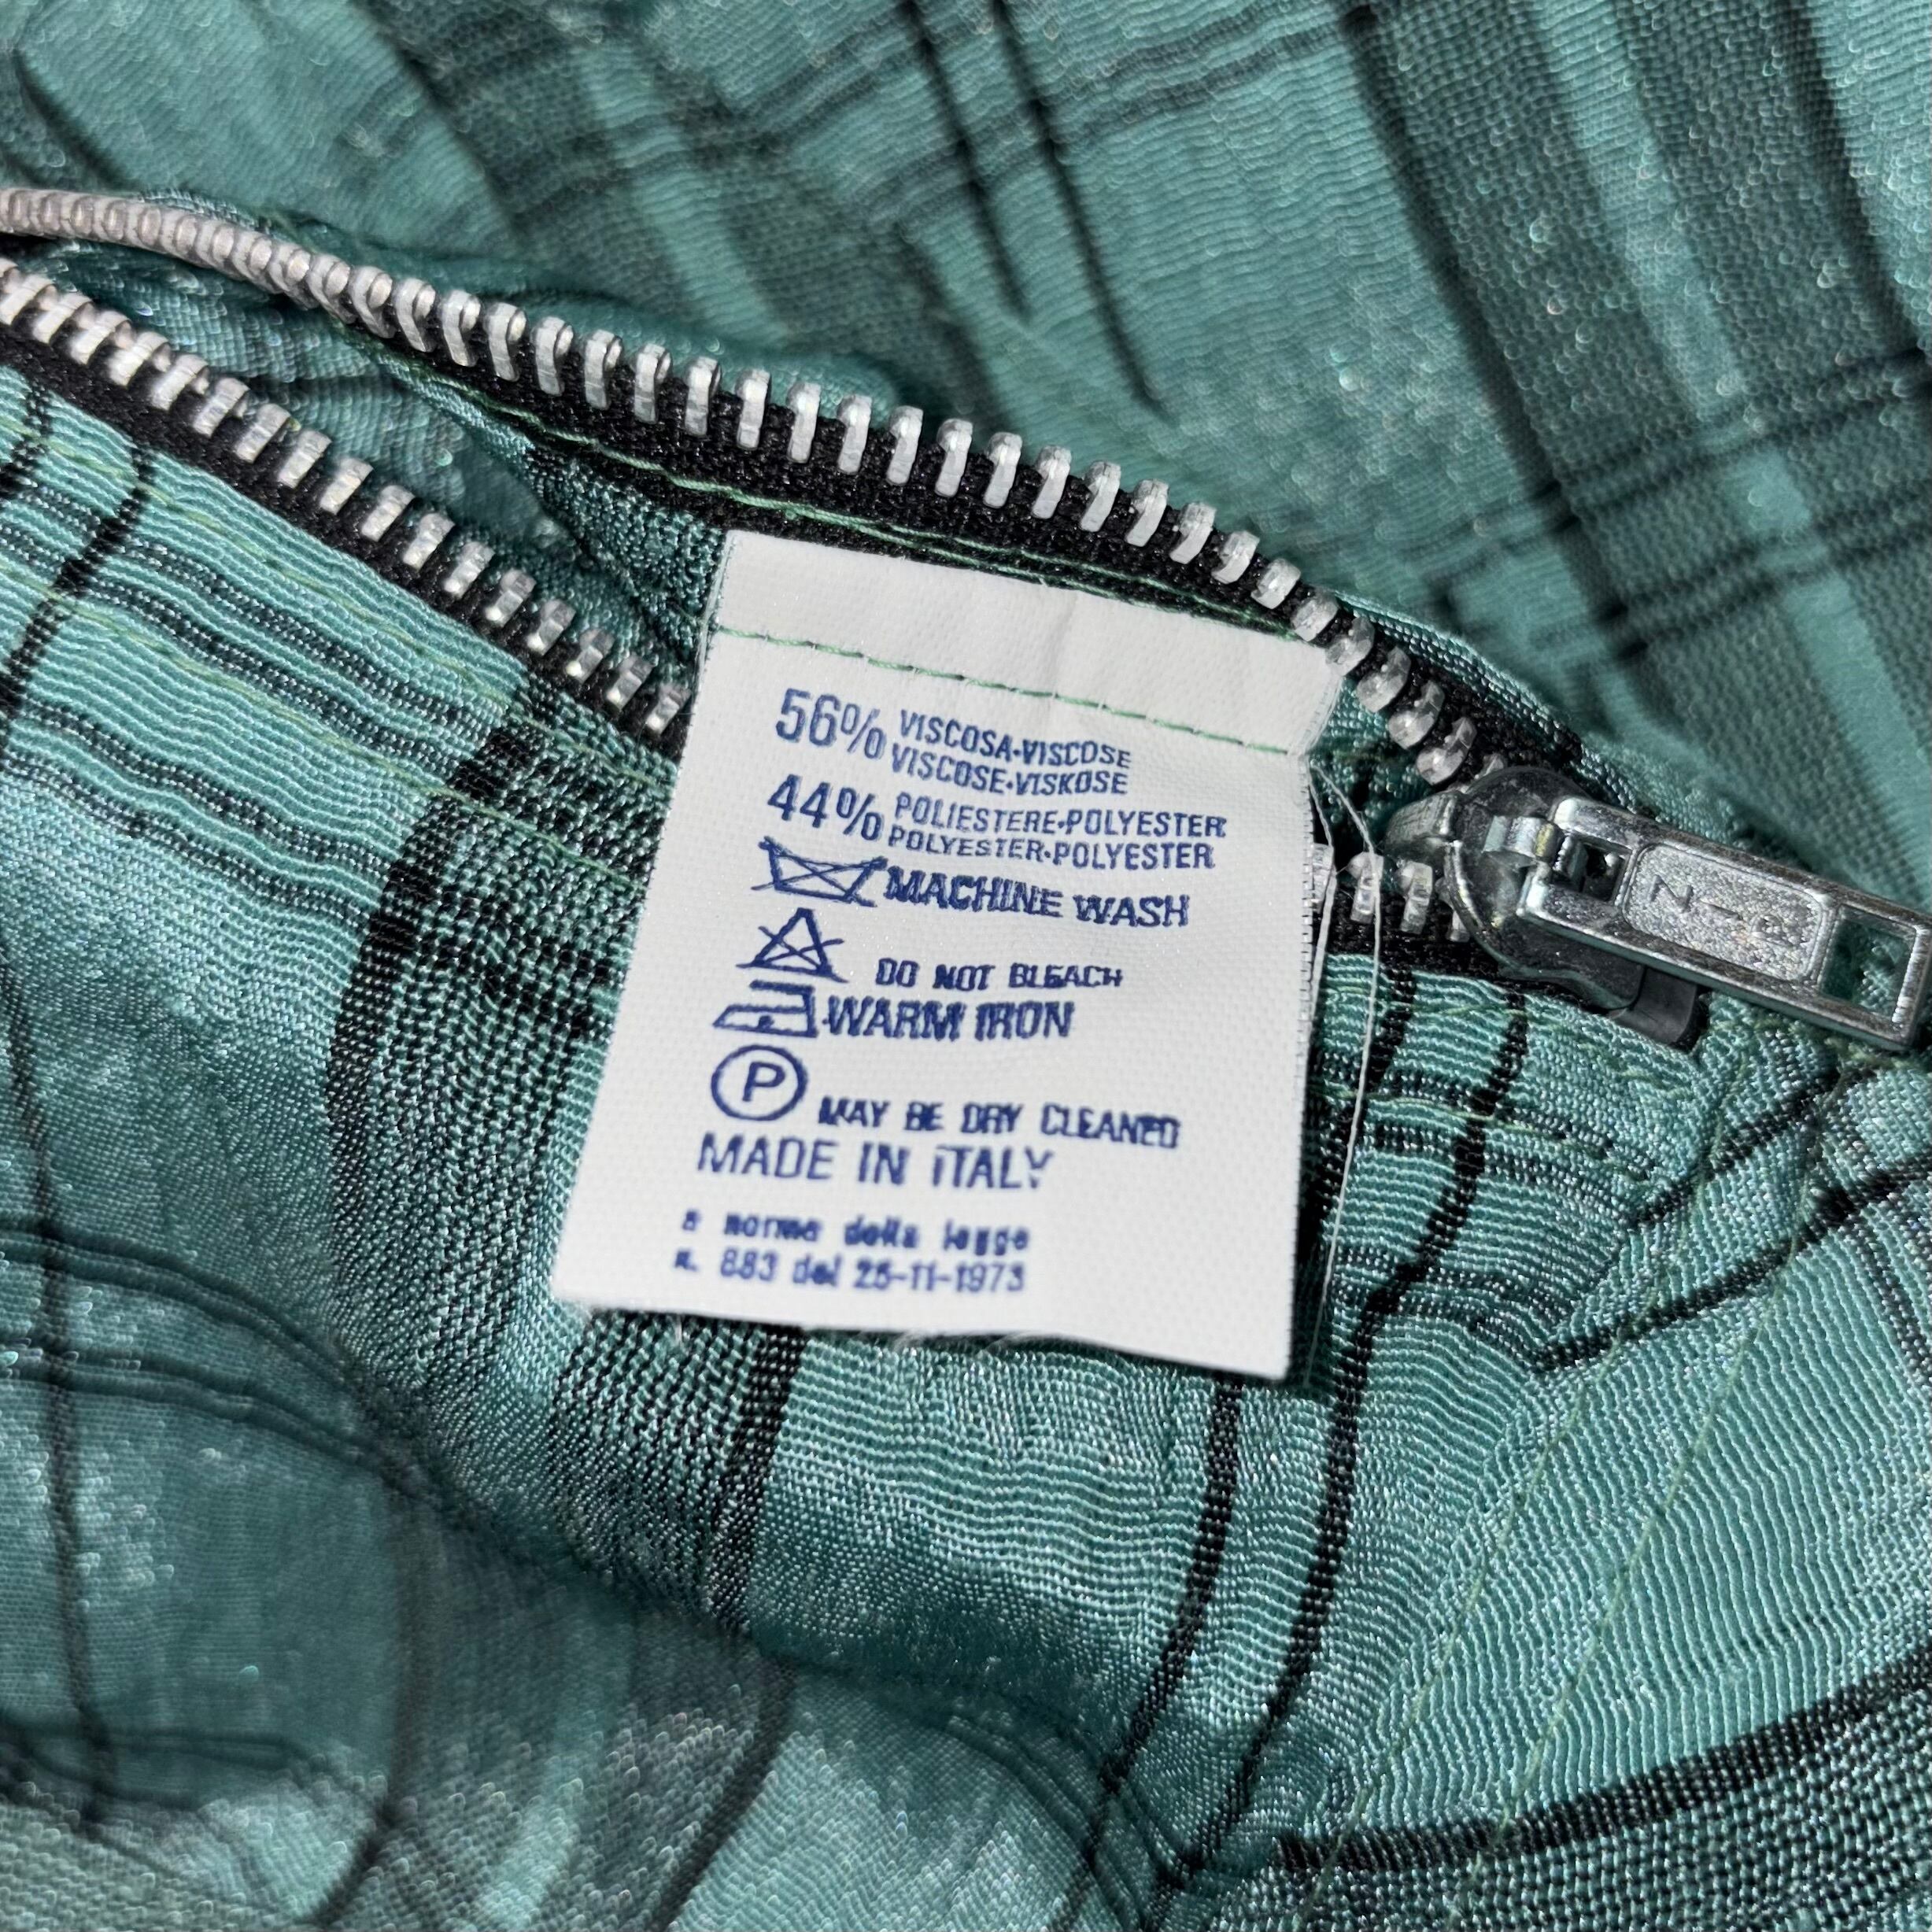 56% VISCOSA·VISCOSE
VISCOSE·VISKOSE
44% POLIESTERE·POLYESTER
POLYESTER·POLYESTER
MACHINE WASH
DO NOT BLEACH
WARM IRON
P MAY BE DRY CLEANED
MADE IN iTALY
a norma della legge
n. 883 del 26-11-1973
ZIP